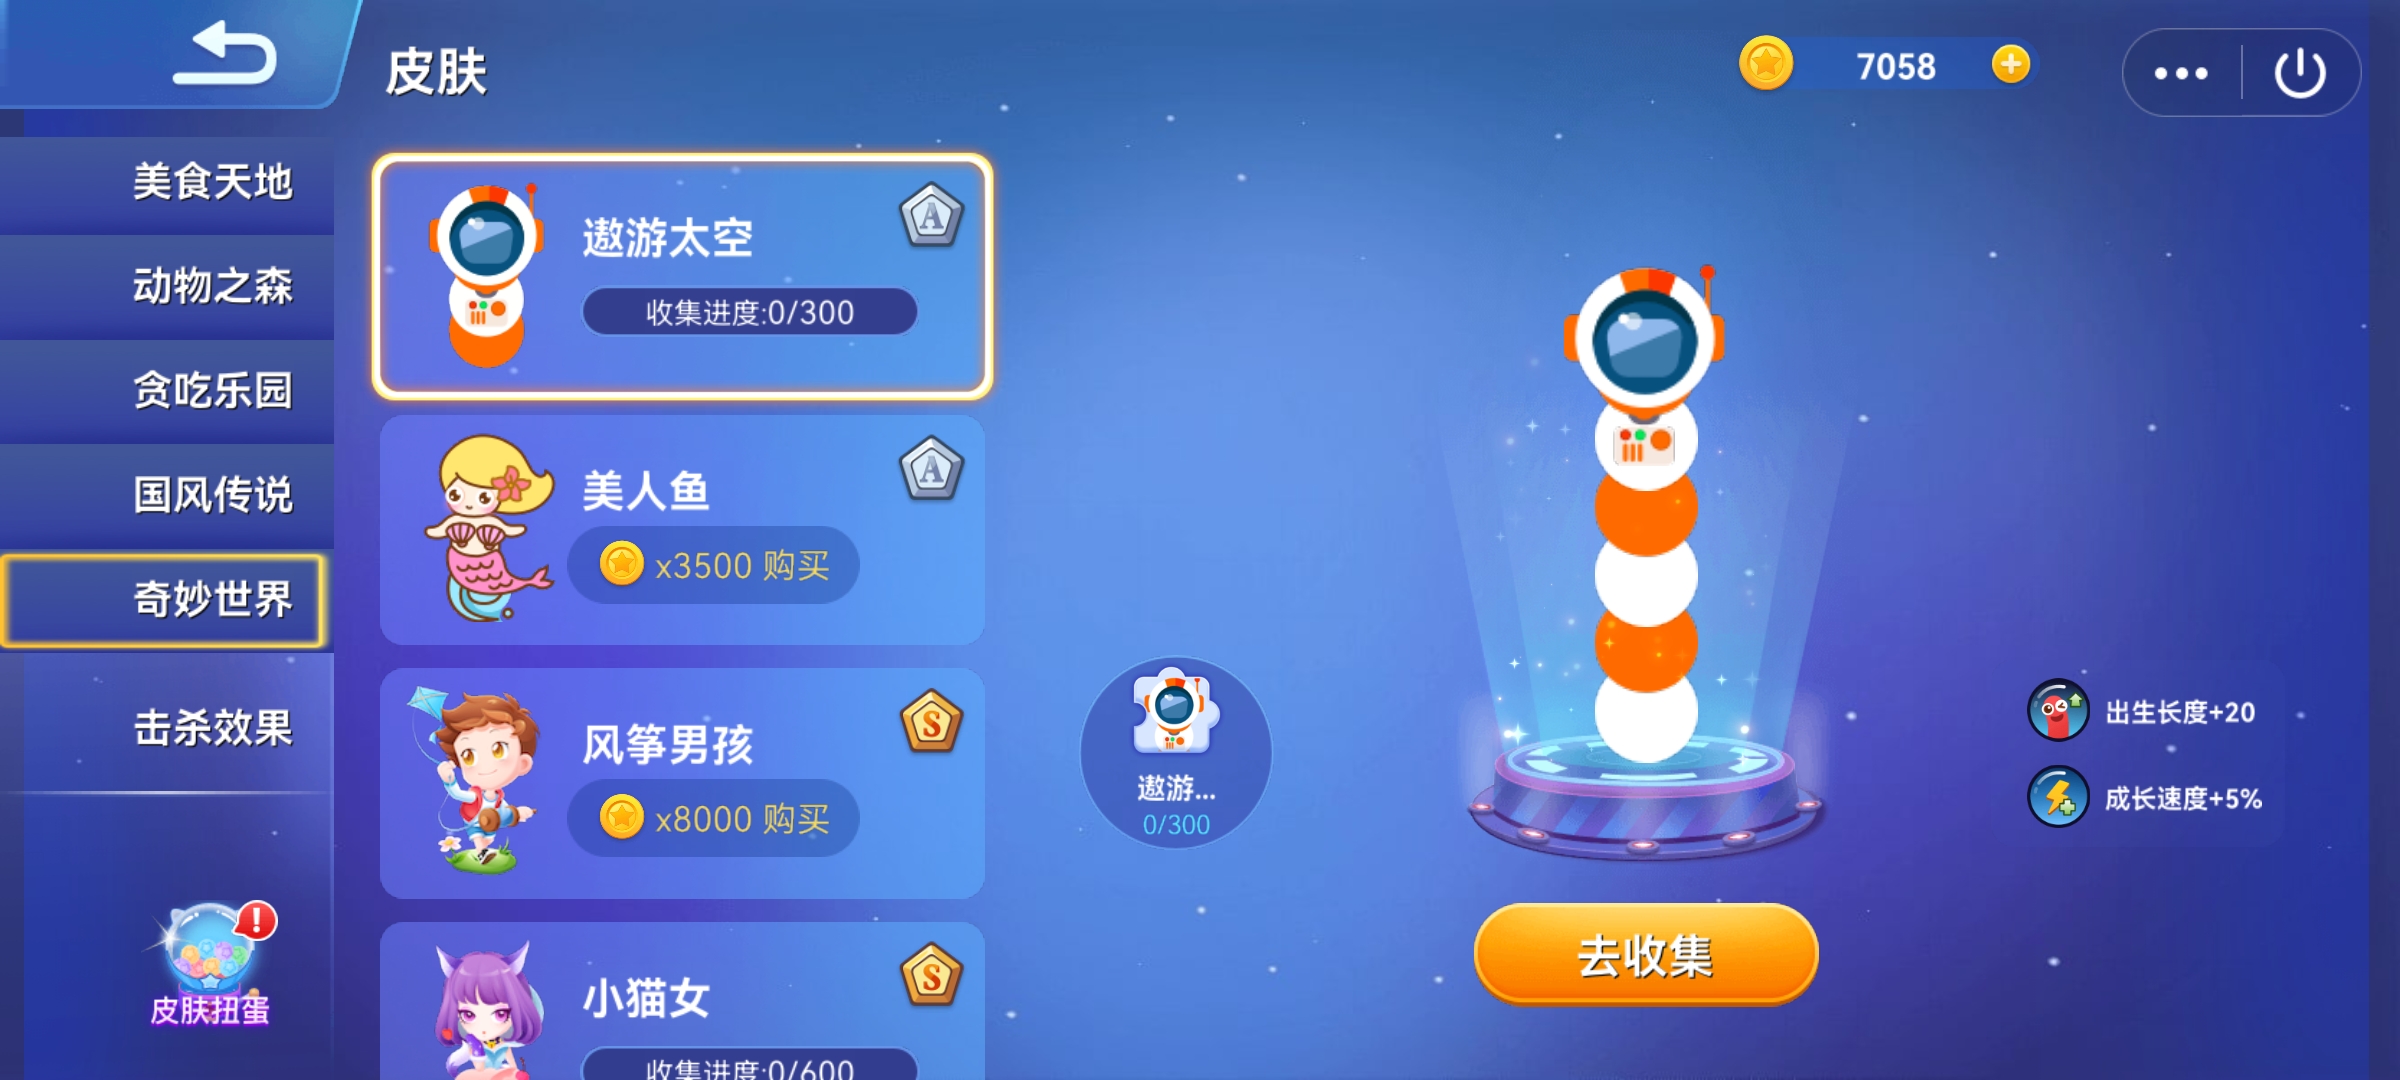 皮肤
7058
美食天地
动物之森
贪吃乐园
国风传说
奇妙世界
击杀效果
皮肤扭蛋
遨游太空
A
收集进度:0/300
美人鱼
A
x3500 购买
风筝男孩
S
x8000 购买
小猫女
S
收集进度:0/600
遨游...
0/300
出生长度+20
成长速度+5%
去收集